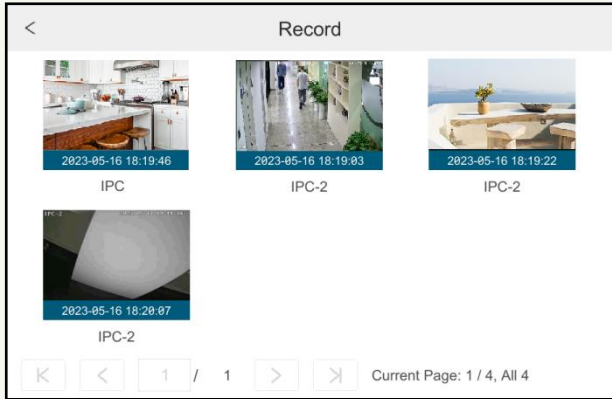 Record
2023-05-16 18:19:46
2023-05-16 18:19:03
2023-05-16 18:19:22
IPC
IPC-2
IPC-2
IPC-2
2023-05-16 18:20:07
IPC-2
1 / 1
Current Page: 1 / 4, All 4